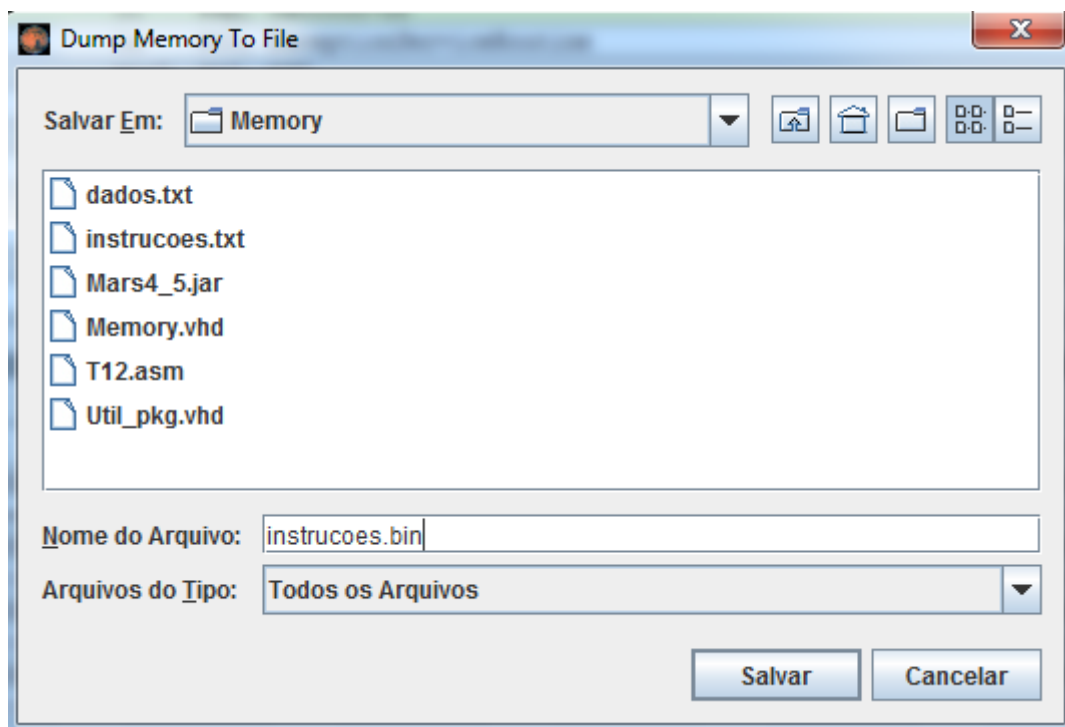 Dump Memory To File
Salvar Em: Memory
dados.txt
instrucoes.txt
Mars4_5.jar
Memory.vhd
T12.asm
Util_pkg.vhd
Nome do Arquivo: instrucoes.bin
Arquivos do Tipo: Todos os Arquivos
Salvar Cancelar